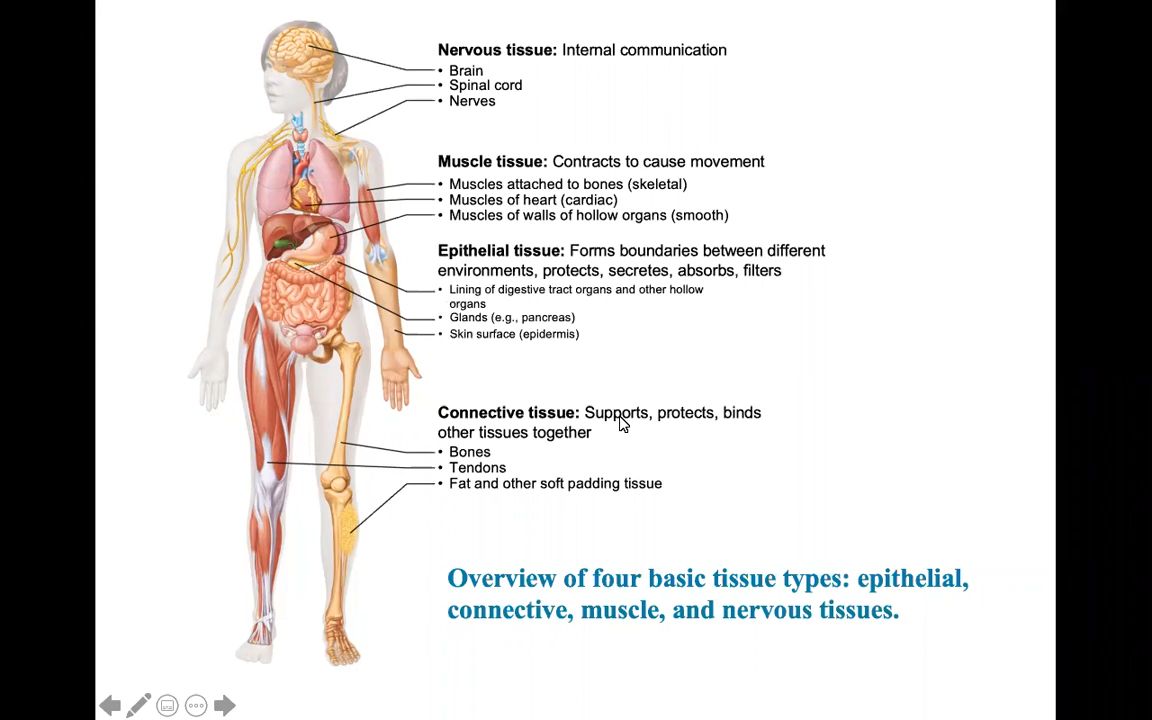 Nervous tissue: Internal communication
• Brain
• Spinal cord
• Nerves
Muscle tissue: Contracts to cause movement
• Muscles attached to bones (skeletal)
• Muscles of heart (cardiac)
• Muscles of walls of hollow organs (smooth)
Epithelial tissue: Forms boundaries between different
environments, protects, secretes, absorbs, filters
• Lining of digestive tract organs and other hollow
organs
• Glands (e.g., pancreas)
• Skin surface (epidermis)
Connective tissue: Supports, protects, binds
other tissues together
• Bones
• Tendons
• Fat and other soft padding tissue
Overview of four basic tissue types: epithelial,
connective, muscle, and nervous tissues.